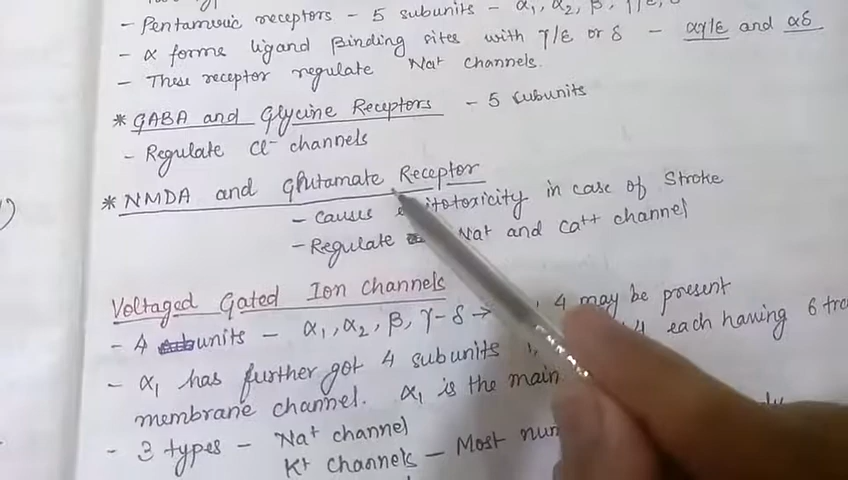 - Pentameric receptors - 5 subunits - α1, α2, β, γ/ε,
- α forms ligand Binding sites with γ/ε or δ - αγ/ε and αδ
- These receptor regulate Na+ channels.
* GABA and Glycine Receptors - 5 subunits
- Regulate Cl- channels
* NMDA and Glutamate Receptor
- Causes itotoxicity in case of Stroke
- Regulate Na+ and Ca++ channel
Voltaged Gated Ion Channels
- 4 subunits - α1, α2, β, γ-δ → 4 may be present
- α1 has further got 4 subunits each having 6
membrane channel. α1 is the main
- 3 types - Na+ channel
K+ channels - Most